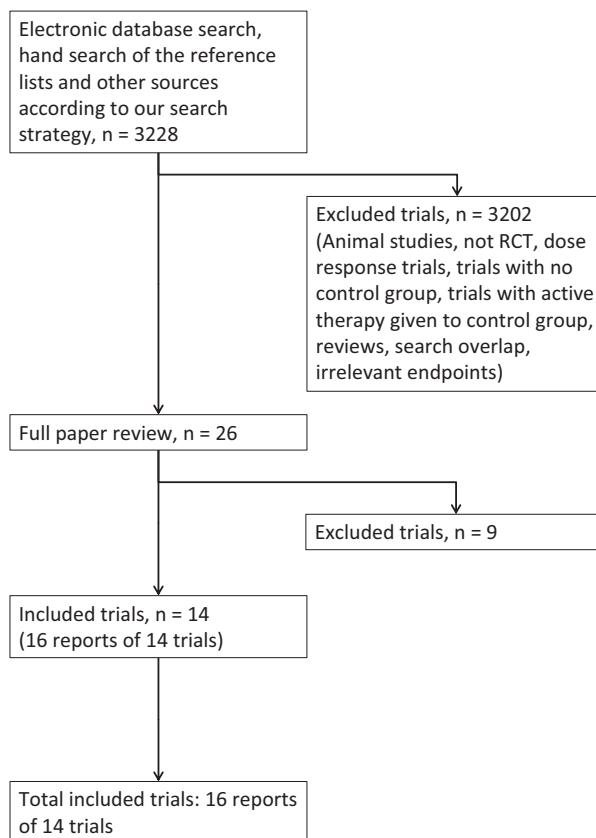 Electronic database search,
hand search of the reference
lists and other sources
according to our search
strategy, n = 3228
Excluded trials, n = 3202
(Animal studies, not RCT, dose
response trials, trials with no
control group, trials with active
therapy given to control group,
reviews, search overlap,
irrelevant endpoints)
Full paper review, n = 26
Excluded trials, n = 9
Included trials, n = 14
(16 reports of 14 trials)
Total included trials: 16 reports
of 14 trials